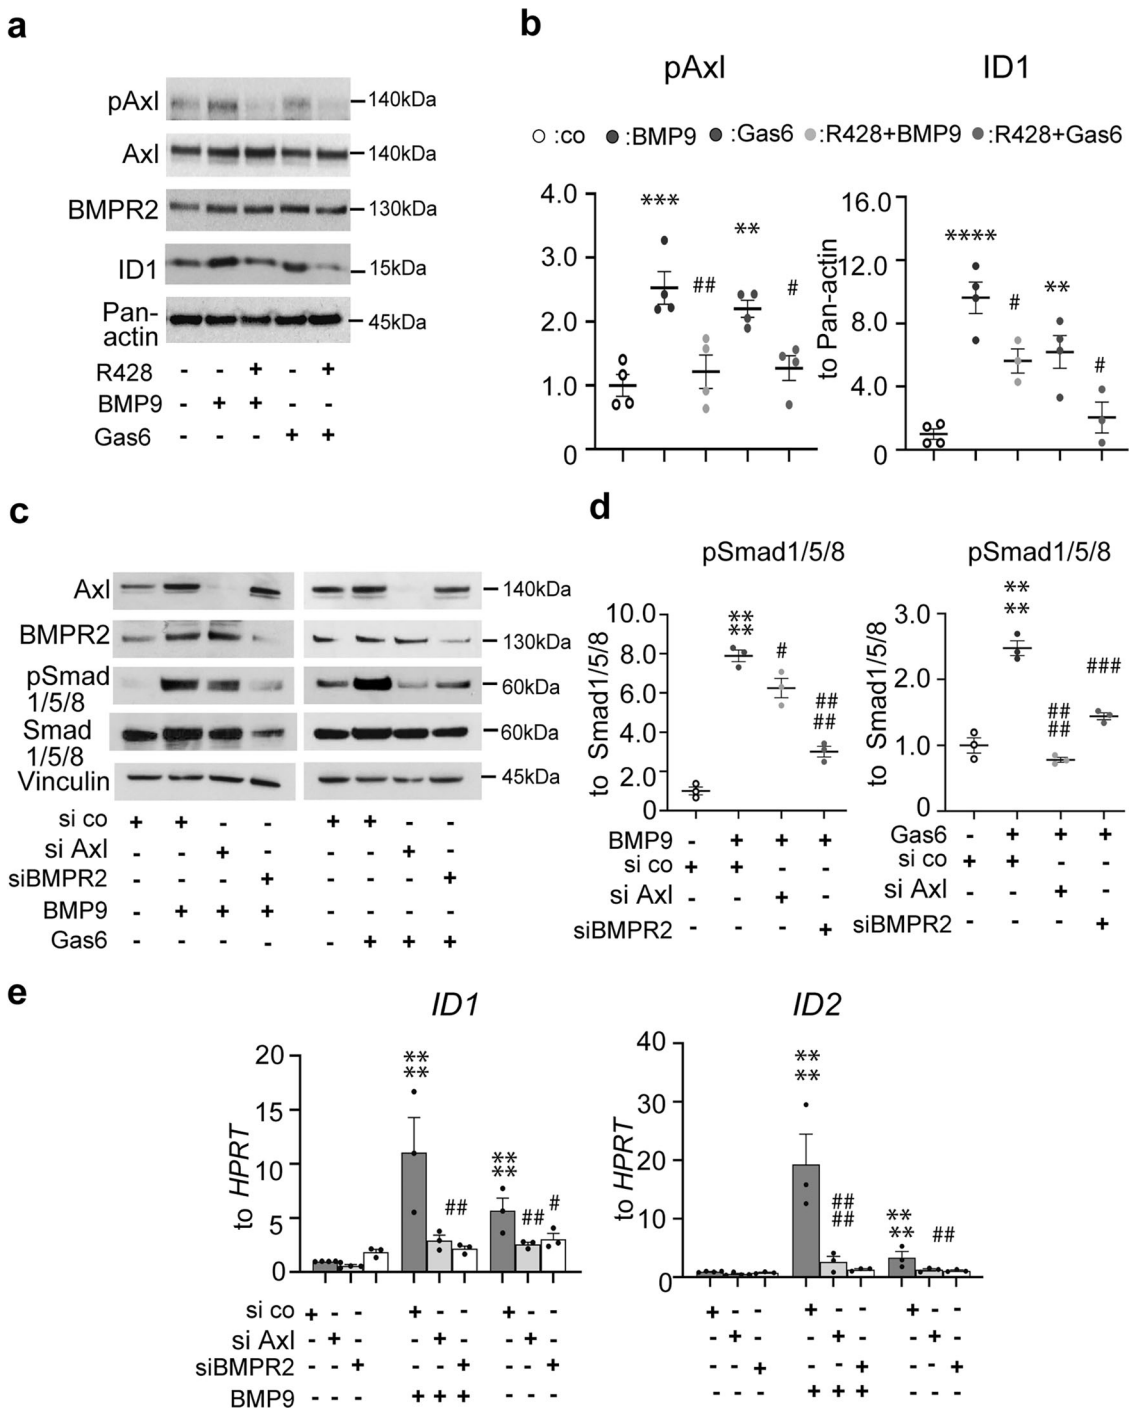 a
pAxl
140kDa
Axl
140kDa
BMPR2
130kDa
ID1
15kDa
Pan-
actin
45kDa
R428 - - + - +
BMP9 - + + - -
Gas6 - - - + +
b
pAxl
ID1
:co :BMP9 :Gas6 :R428+BMP9 :R428+Gas6
4.0
3.0
2.0
1.0
0
***
##
**
#
to Pan-actin
16.0
12.0
8.0
4.0
0
****
#
**
#
c
Axl
140kDa
BMPR2
130kDa
pSmad
1/5/8
60kDa
Smad
1/5/8
60kDa
Vinculin
45kDa
si co + + - - + + - -
si Axl - - + - - - + -
siBMPR2 - - - + - - - +
BMP9 - + + + - - - -
Gas6 - - - - - + + +
d
pSmad1/5/8
to Smad1/5/8
10.0
8.0
6.0
4.0
2.0
0
**
**
#
##
##
BMP9 - + + +
si co + + - -
si Axl - - + -
siBMPR2 - - - +
pSmad1/5/8
to Smad1/5/8
3.0
2.0
1.0
0
**
**
##
##
###
Gas6 - + + +
si co + + - -
si Axl - - + -
siBMPR2 - - - +
e
ID1
to HPRT
20
15
10
5
0
**
**
##
**
**
##
#
si co + - - + - - + - -
si Axl - + - - + - - + -
siBMPR2 - - + - - + - - +
BMP9 - - - + + + - - -
ID2
to HPRT
40
30
20
10
0
**
**
##
##
**
**
##
+ - - + - - + - -
- + - - + - - + -
- - + - - + - - +
- - - + + + - - -